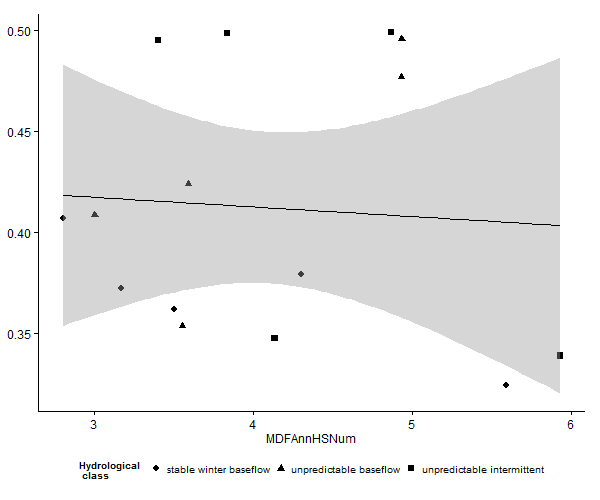 0.50
0.45
0.40
0.35
3 4 5 6
MDFAnnHSNum
Hydrological
class
stable winter baseflow unpredictable baseflow unpredictable intermittent